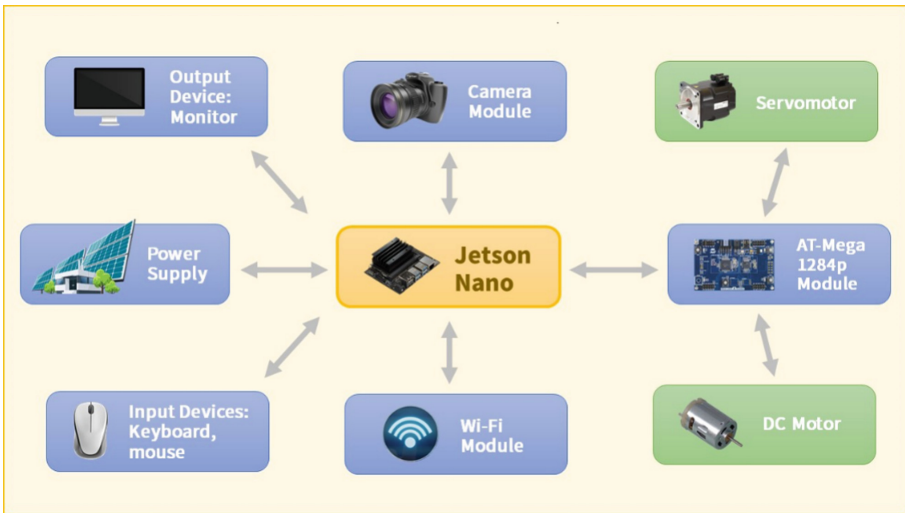 Output
Device:
Monitor
Camera
Module
Servomotor
Power
Supply
Jetson
Nano
AT-Mega
1284p
Module
Input Devices:
Keyboard,
mouse
Wi-Fi
Module
DC Motor